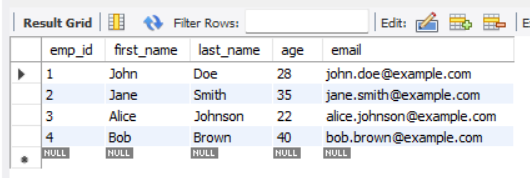 Result Grid Filter Rows: Edit: E
emp_id first_name last_name age email
1 John Doe 28 john.doe@example.com
2 Jane Smith 35 jane.smith@example.com
3 Alice Johnson 22 alice.johnson@example.com
4 Bob Brown 40 bob.brown@example.com
NULL NULL NULL NULL NULL